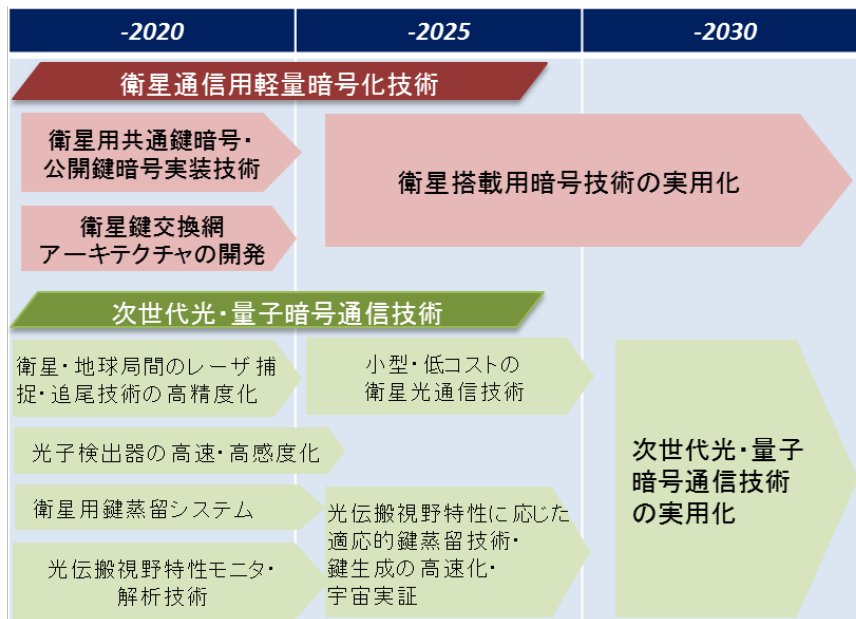 -2020
-2025
-2030
衛星通信用軽量暗号化技術
衛星用共通鍵暗号・
公開鍵暗号実装技術
衛星搭載用暗号技術の実用化
衛星鍵交換網
アーキテクチャの開発
次世代光・量子暗号通信技術
衛星・地球局間のレーザ捕
捉・追尾技術の高精度化
小型・低コストの
衛星光通信技術
光子検出器の高速・高感度化
衛星用鍵蒸留システム
光伝搬視野特性モニタ・
解析技術
光伝搬視野特性に応じた
適応的鍵蒸留技術・
鍵生成の高速化・
宇宙実証
次世代光・量子
暗号通信技術
の実用化